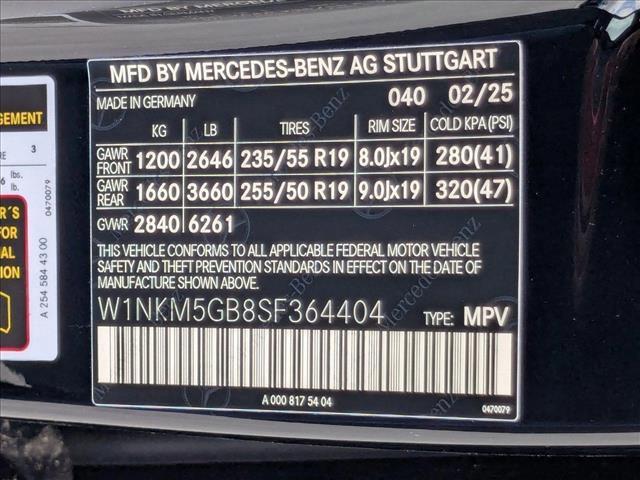 MFD BY MERCEDES-BENZ AG STUTTGART
MADE IN GERMANY 040 02/25
KG LB TIRES RIM SIZE COLD KPA(PSI)
GAWR FRONT 1200 2646 235/55 R19 8.0Jx19 280(41)
GAWR REAR 1660 3660 255/50 R19 9.0Jx19 320(47)
GVWR 2840 6261
THIS VEHICLE CONFORMS TO ALL APPLICABLE FEDERAL MOTOR VEHICLE
SAFETY AND THEFT PREVENTION STANDARDS IN EFFECT ON THE DATE OF
MANUFACTURE SHOWN ABOVE.
W1NKM5GB8SF364404 TYPE: MPV
A 000 817 54 04
0470079
3
lbs.
lb.
0470079
A 254 584 43 00
FOR